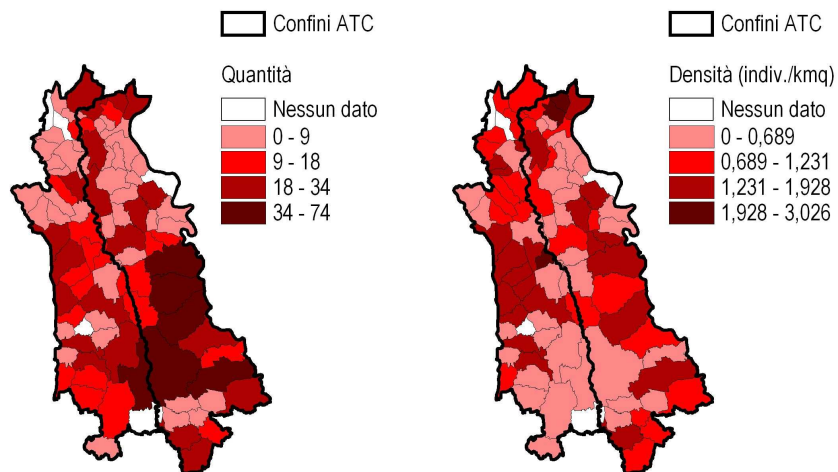 Confini ATC
Quantità
Nessun dato
0 - 9
9 - 18
18 - 34
34 - 74
Confini ATC
Densità (indiv./kmq)
Nessun dato
0 - 0,689
0,689 - 1,231
1,231 - 1,928
1,928 - 3,026